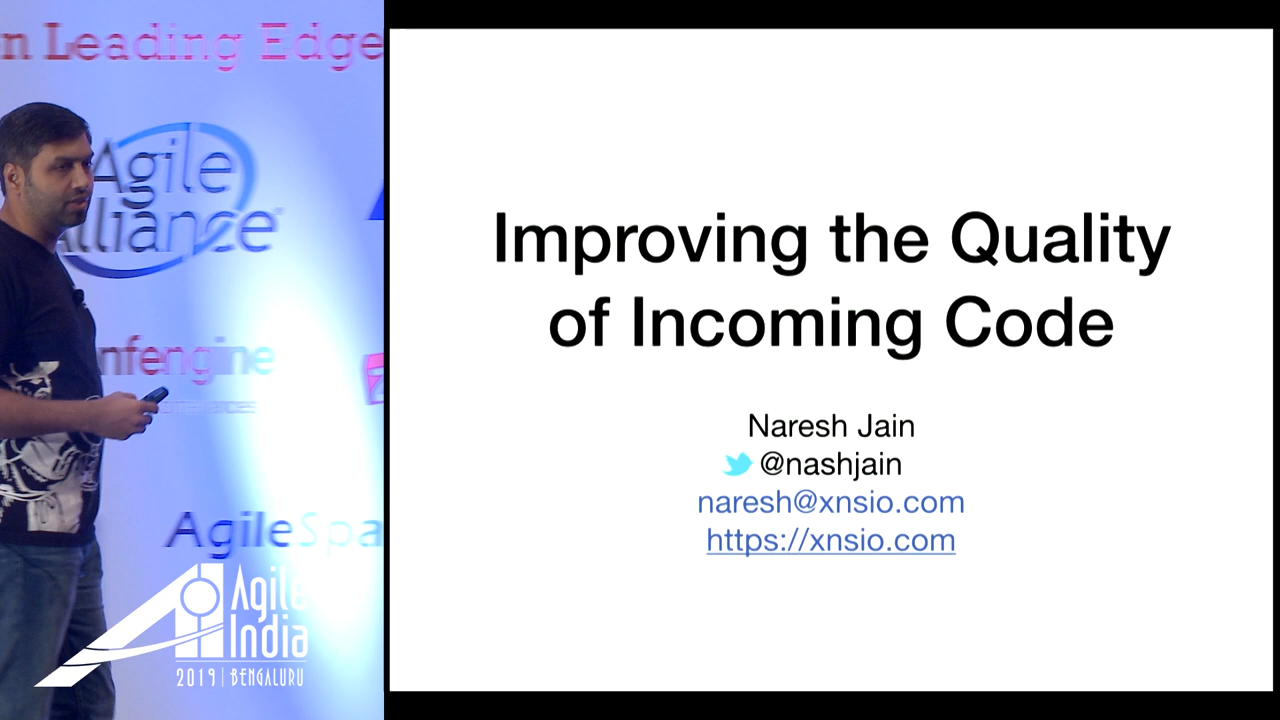 n Leading Edge
Agile
Alliance
nfengine
AgileSpa
Agile
India
2019 | BENGALURU
Improving the Quality
of Incoming Code
Naresh Jain
@nashjain
naresh@xnsio.com
https://xnsio.com